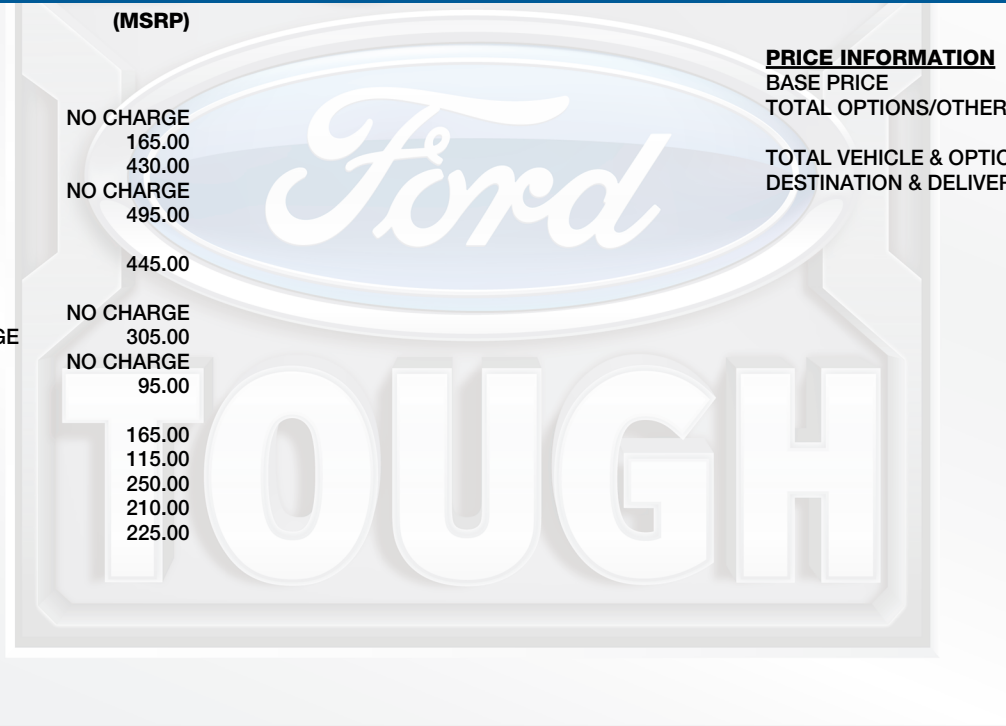 (MSRP)
NO CHARGE
165.00
430.00
NO CHARGE
495.00
445.00
NO CHARGE
GE 305.00
NO CHARGE
95.00
165.00
115.00
250.00
210.00
225.00
PRICE INFORMATION
BASE PRICE
TOTAL OPTIONS/OTHER
TOTAL VEHICLE & OPTIO
DESTINATION & DELIVER
Ford
TOUGH